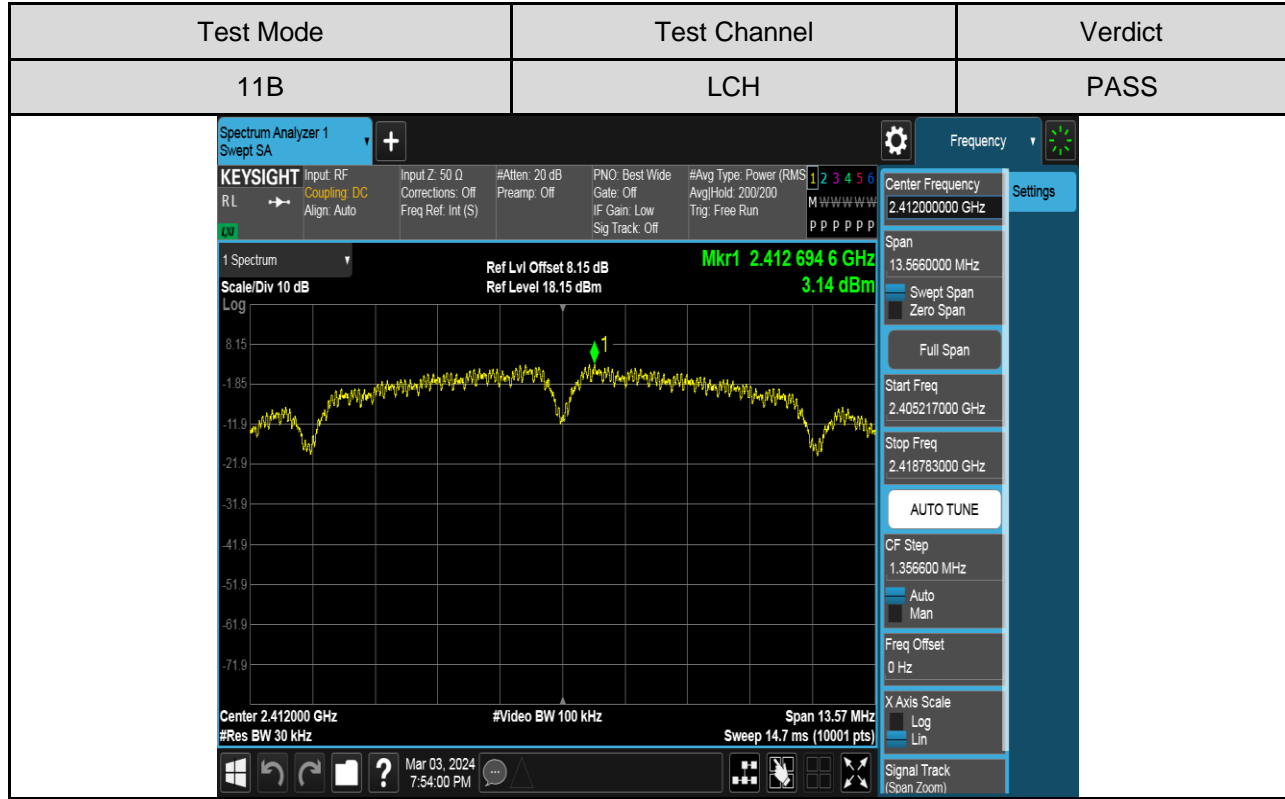 Test Mode Test Channel Verdict
11B LCH PASS
Spectrum Analyzer 1
Swept SA
+
Frequency
KEYSIGHT
RL
LXI
Input: RF
Coupling: DC
Align: Auto
Input Z: 50 Ω
Corrections: Off
Freq Ref: Int (S)
#Atten: 20 dB
Preamp: Off
PNO: Best Wide
Gate: Off
IF Gain: Low
Sig Track: Off
#Avg Type: Power (RMS
Avg|Hold: 200/200
Trig: Free Run
1 2 3 4 5 6
M W W W W W
P P P P P P
1 Spectrum
Scale/Div 10 dB
Ref Lvl Offset 8.15 dB
Ref Level 18.15 dBm
Mkr1 2.412 694 6 GHz
3.14 dBm
Log
1
8.15
-1.85
-11.9
-21.9
-31.9
-41.9
-51.9
-61.9
-71.9
Center 2.412000 GHz
#Res BW 30 kHz
#Video BW 100 kHz
Span 13.57 MHz
Sweep 14.7 ms (10001 pts)
Center Frequency
2.412000000 GHz
Settings
Span
13.5660000 MHz
Swept Span
Zero Span
Full Span
Start Freq
2.405217000 GHz
Stop Freq
2.418783000 GHz
AUTO TUNE
CF Step
1.356600 MHz
Auto
Man
Freq Offset
0 Hz
X Axis Scale
Log
Lin
Signal Track
(Span Zoom)
?
Mar 03, 2024
7:54:00 PM